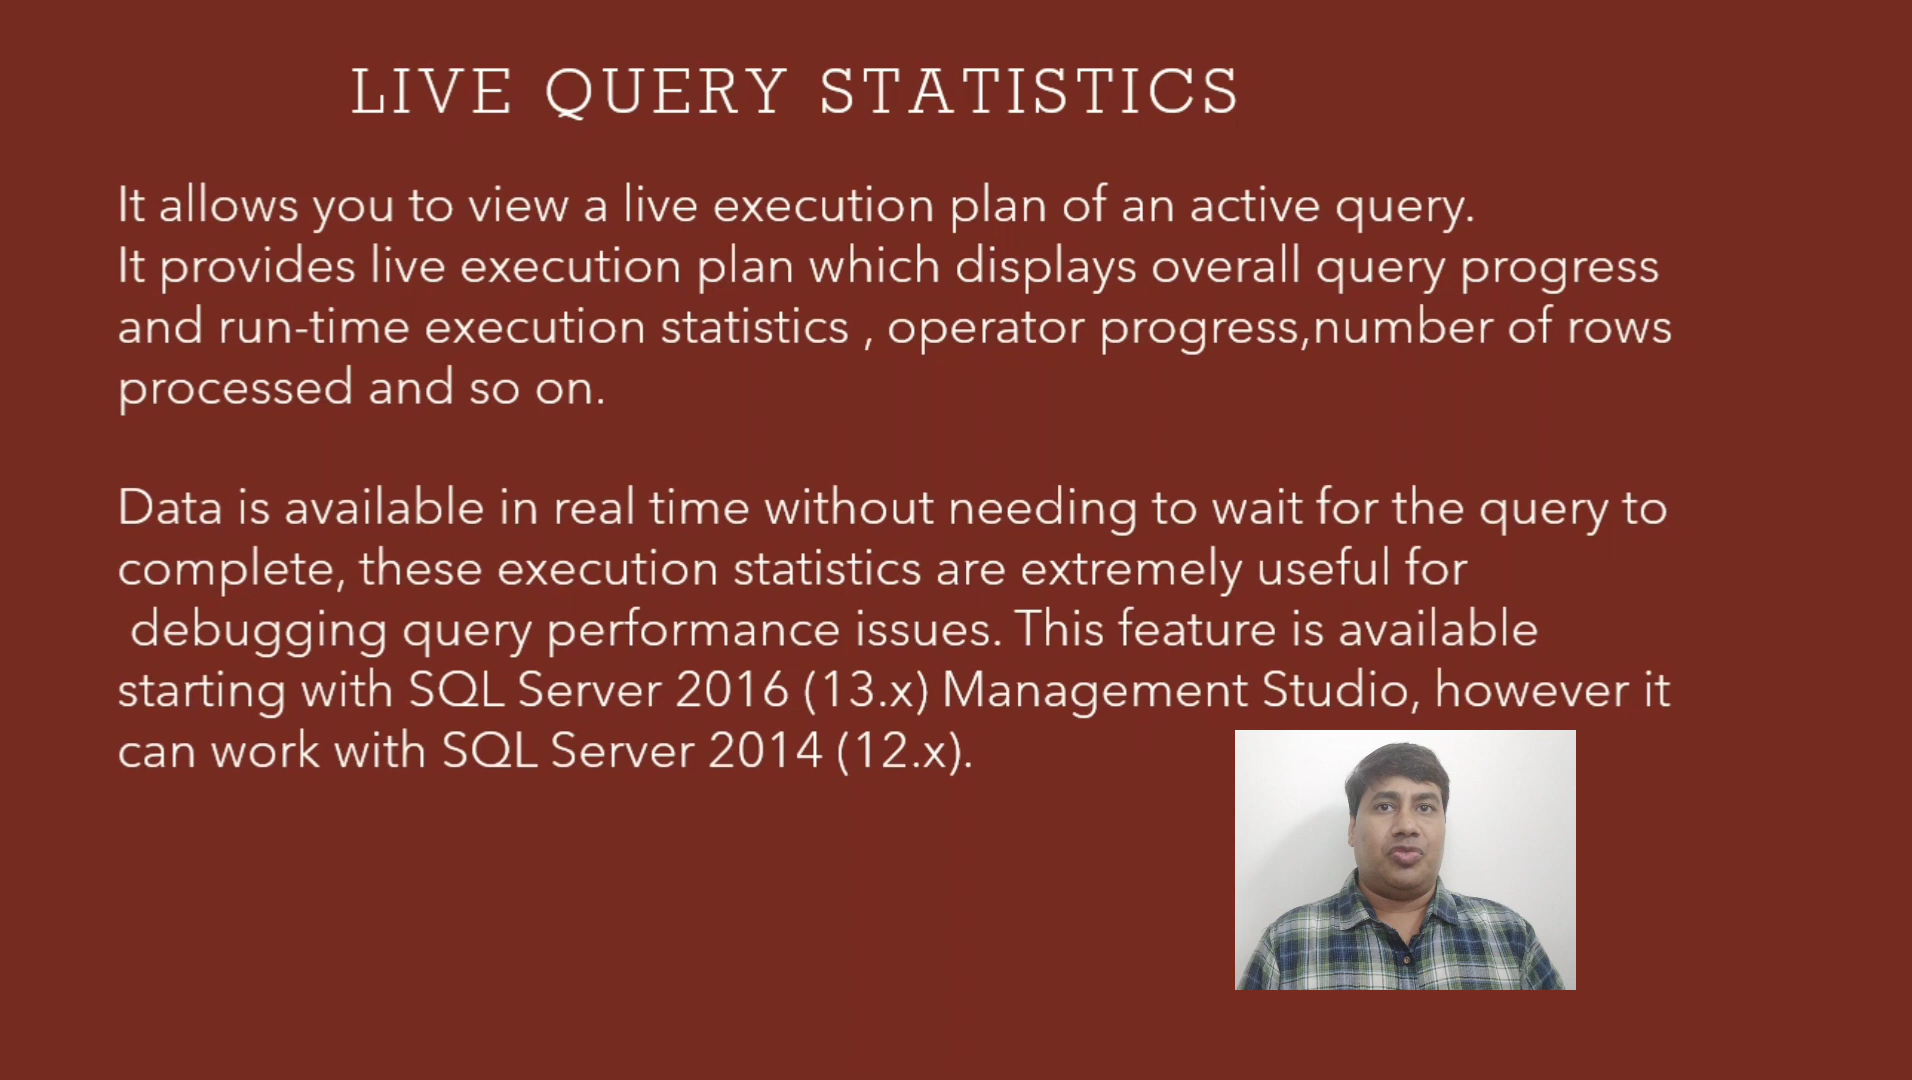 LIVE QUERY STATISTICS
It allows you to view a live execution plan of an active query.
It provides live execution plan which displays overall query progress
and run-time execution statistics , operator progress,number of rows
processed and so on.
Data is available in real time without needing to wait for the query to
complete, these execution statistics are extremely useful for
debugging query performance issues. This feature is available
starting with SQL Server 2016 (13.x) Management Studio, however it
can work with SQL Server 2014 (12.x).